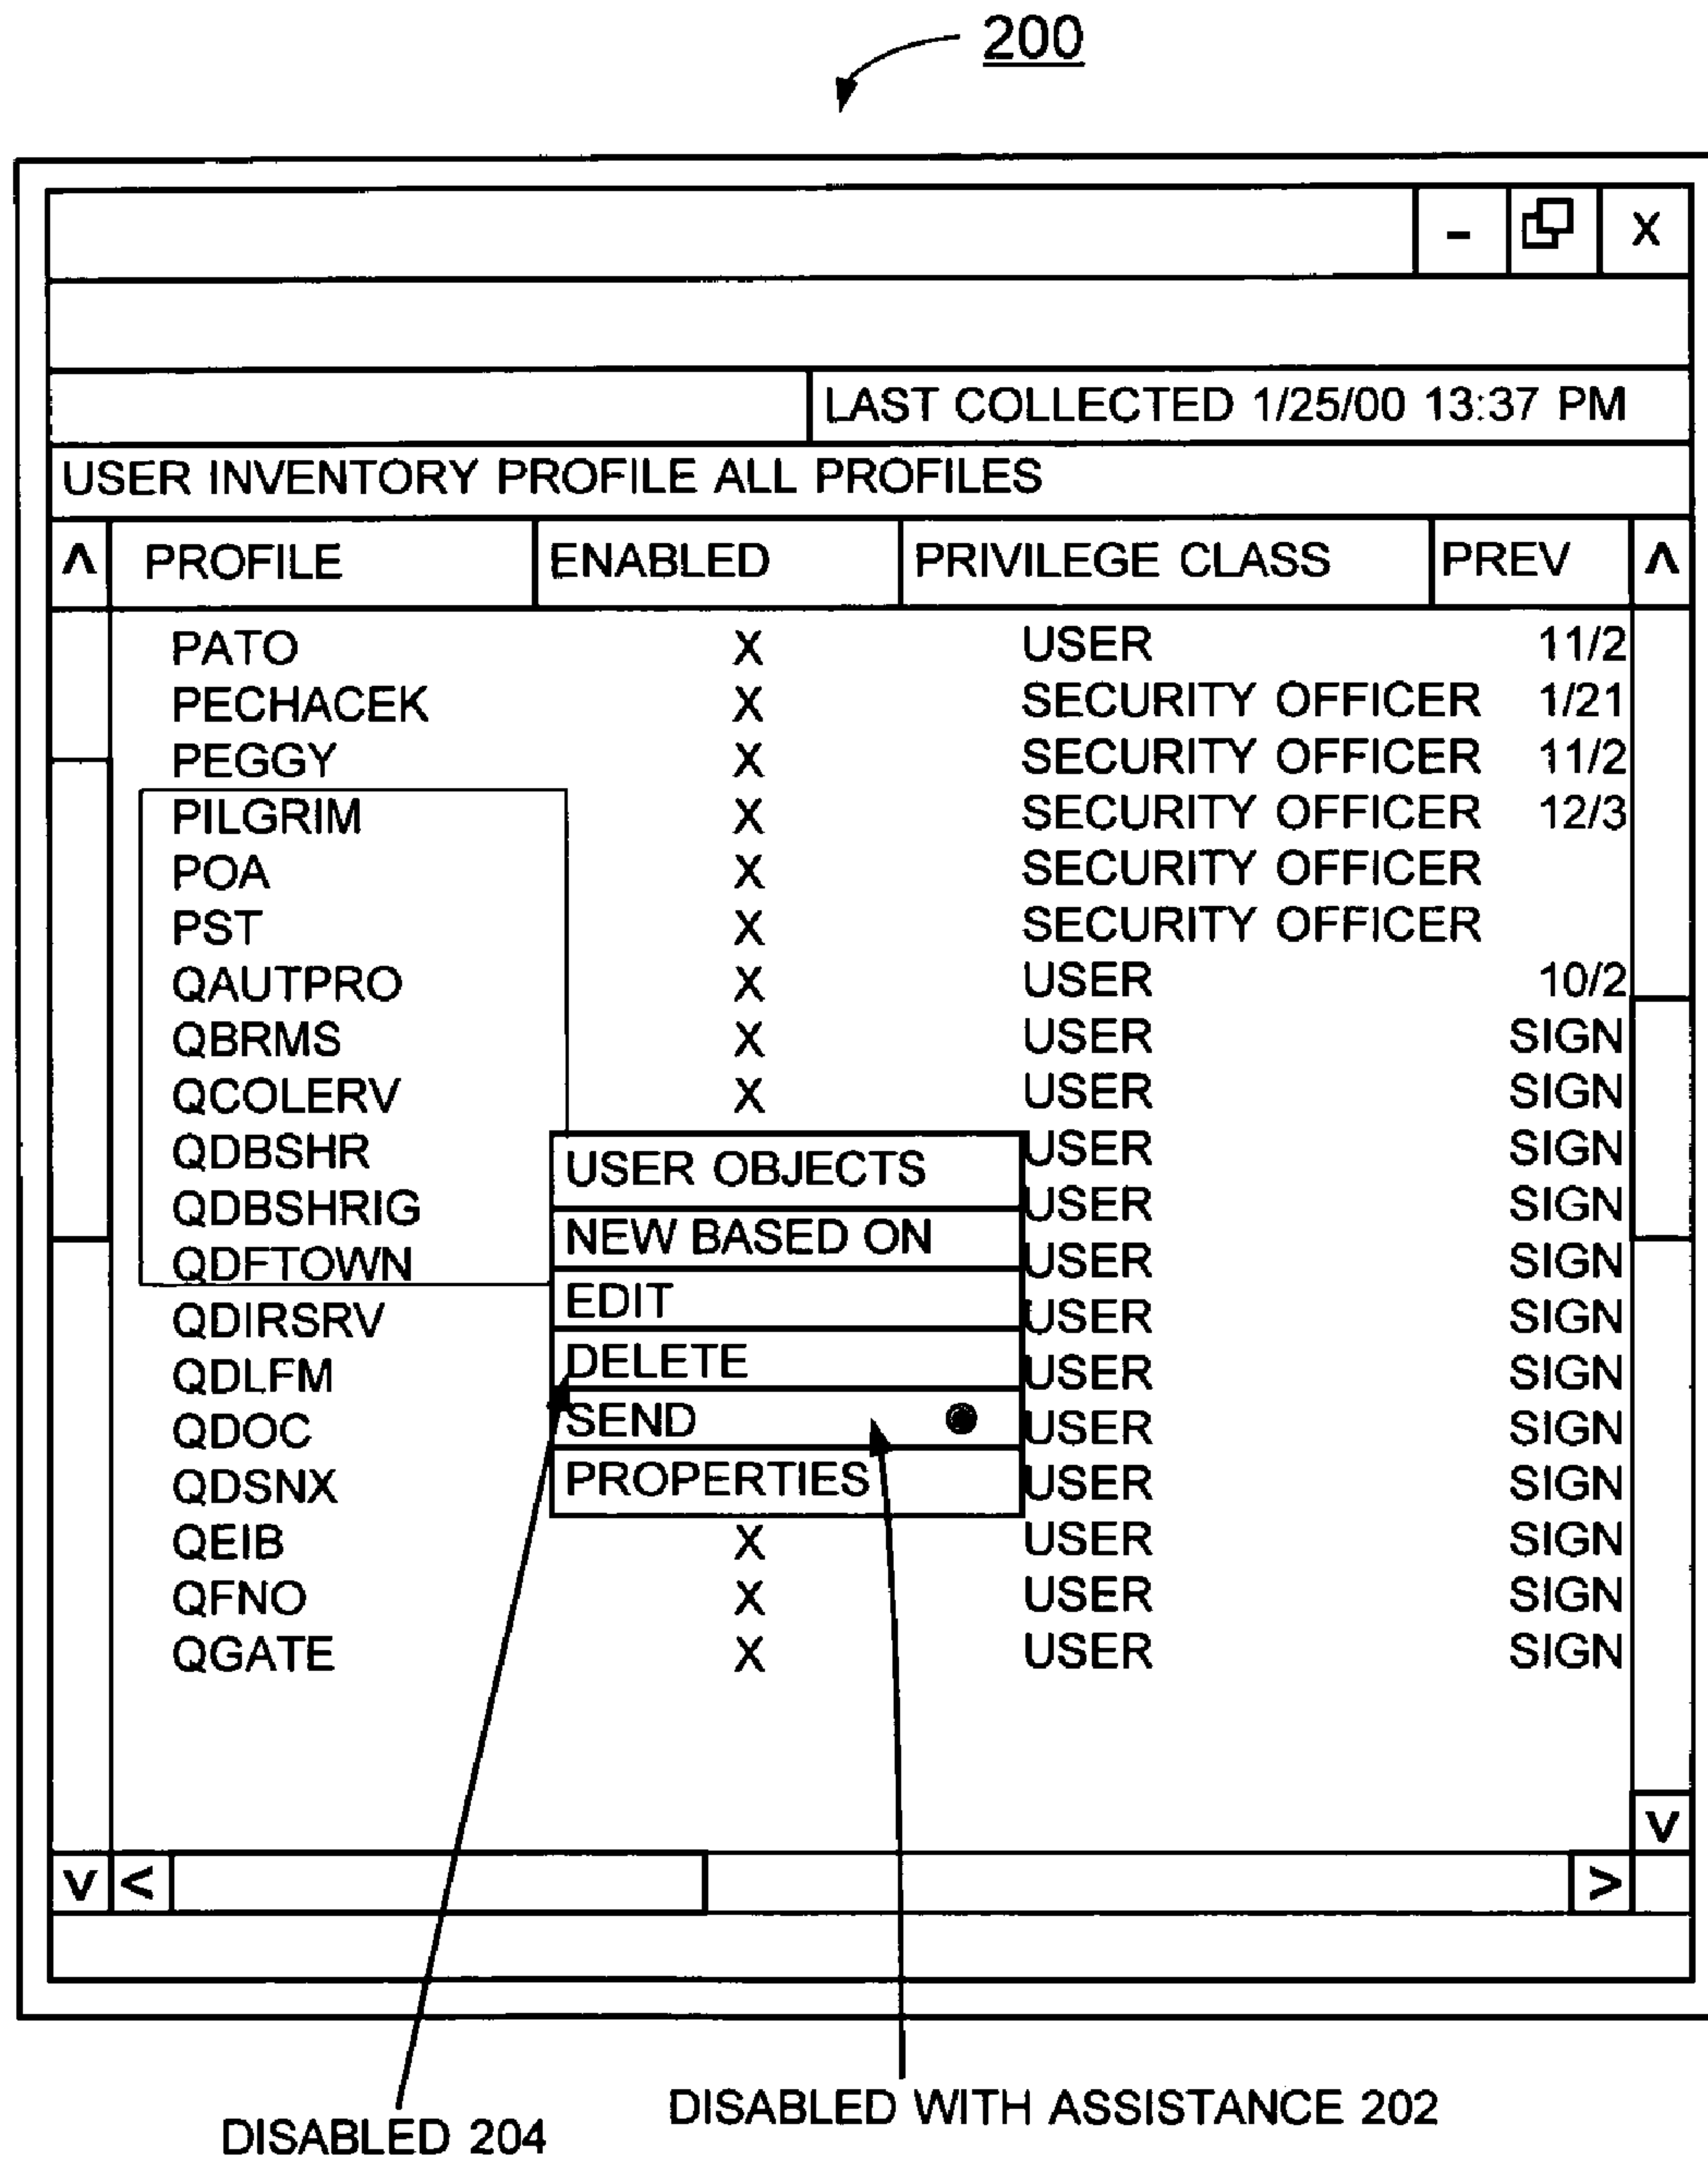 200
- X
LAST COLLECTED 1/25/00 13:37 PM
USER INVENTORY PROFILE ALL PROFILES
Λ PROFILE ENABLED PRIVILEGE CLASS PREV Λ
PATO X USER 11/2
PECHACEK X SECURITY OFFICER 1/21
PEGGY X SECURITY OFFICER 11/2
PILGRIM X SECURITY OFFICER 12/3
POA X SECURITY OFFICER
PST X SECURITY OFFICER
QAUTPRO X USER 10/2
QBRMS X USER SIGN
QCOLERV X USER SIGN
QDBSHR USER OBJECTS USER SIGN
QDBSHRIG NEW BASED ON USER SIGN
QDFTOWN USER SIGN
QDIRSRV EDIT USER SIGN
QDLFM DELETE USER SIGN
QDOC SEND USER SIGN
QDSNX PROPERTIES USER SIGN
QEIB X USER SIGN
QFNO X USER SIGN
QGATE X USER SIGN
V
V < >
DISABLED WITH ASSISTANCE 202
DISABLED 204